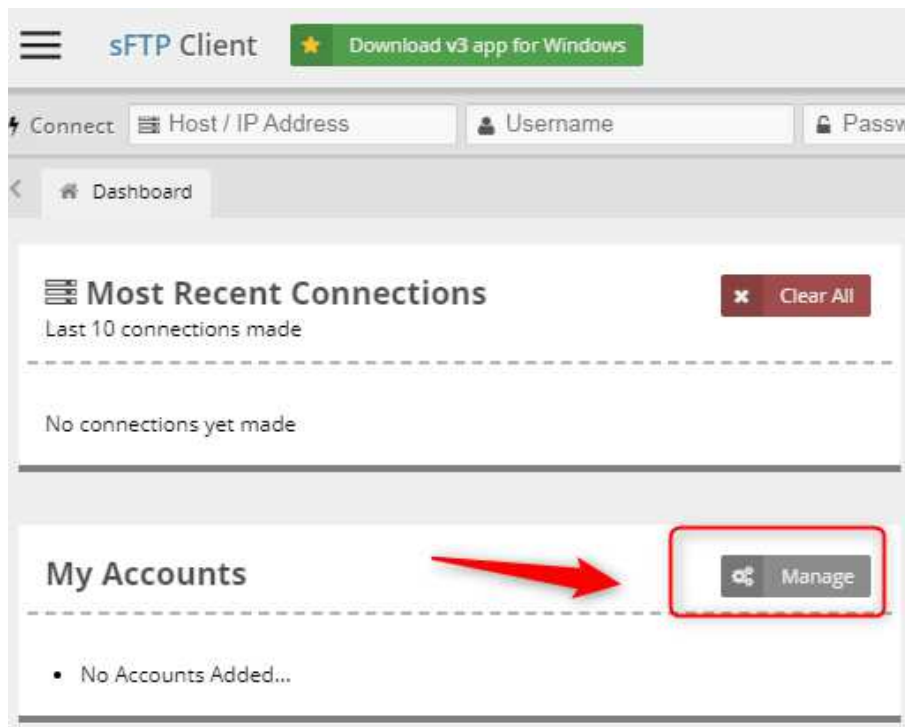 sFTP Client Download v3 app for Windows
Connect Host / IP Address Username
Dashboard
Most Recent Connections Clear All
Last 10 connections made
No connections yet made
My Accounts Manage
No Accounts Added...